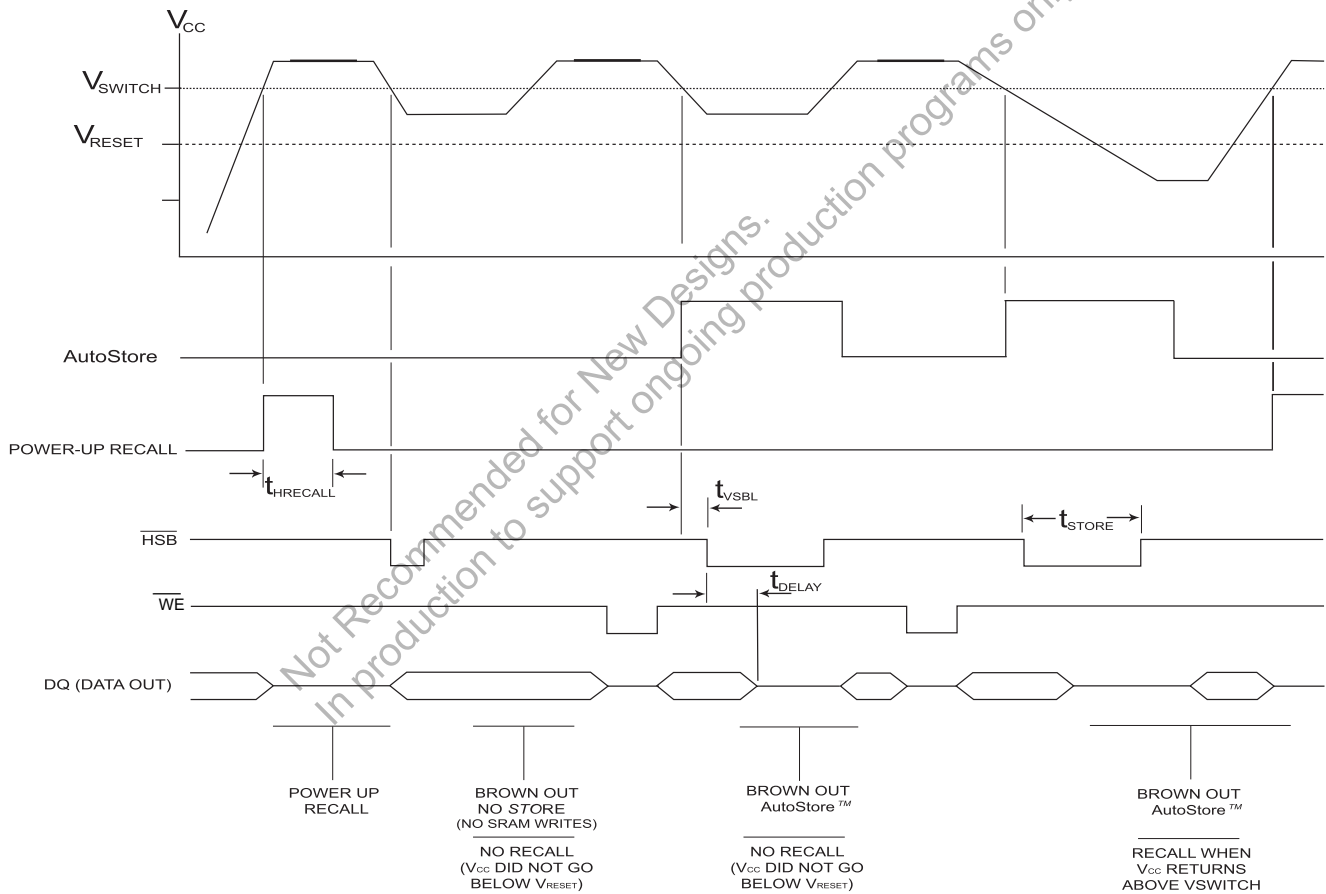 VCC
VSWITCH
VRESET
AutoStore
POWER-UP RECALL
tHRECALL
tVSBL
HSB
tSTORE
tDELAY
WE
DQ (DATA OUT)
POWER UP
RECALL
BROWN OUT
NO STORE
(NO SRAM WRITES)
NO RECALL
(VCC DID NOT GO
BELOW VRESET)
BROWN OUT
AutoStore™
NO RECALL
(VCC DID NOT GO
BELOW VRESET)
BROWN OUT
AutoStore™
RECALL WHEN
VCC RETURNS
ABOVE VSWITCH
Not Recommended for New Designs.
In production to support ongoing production programs